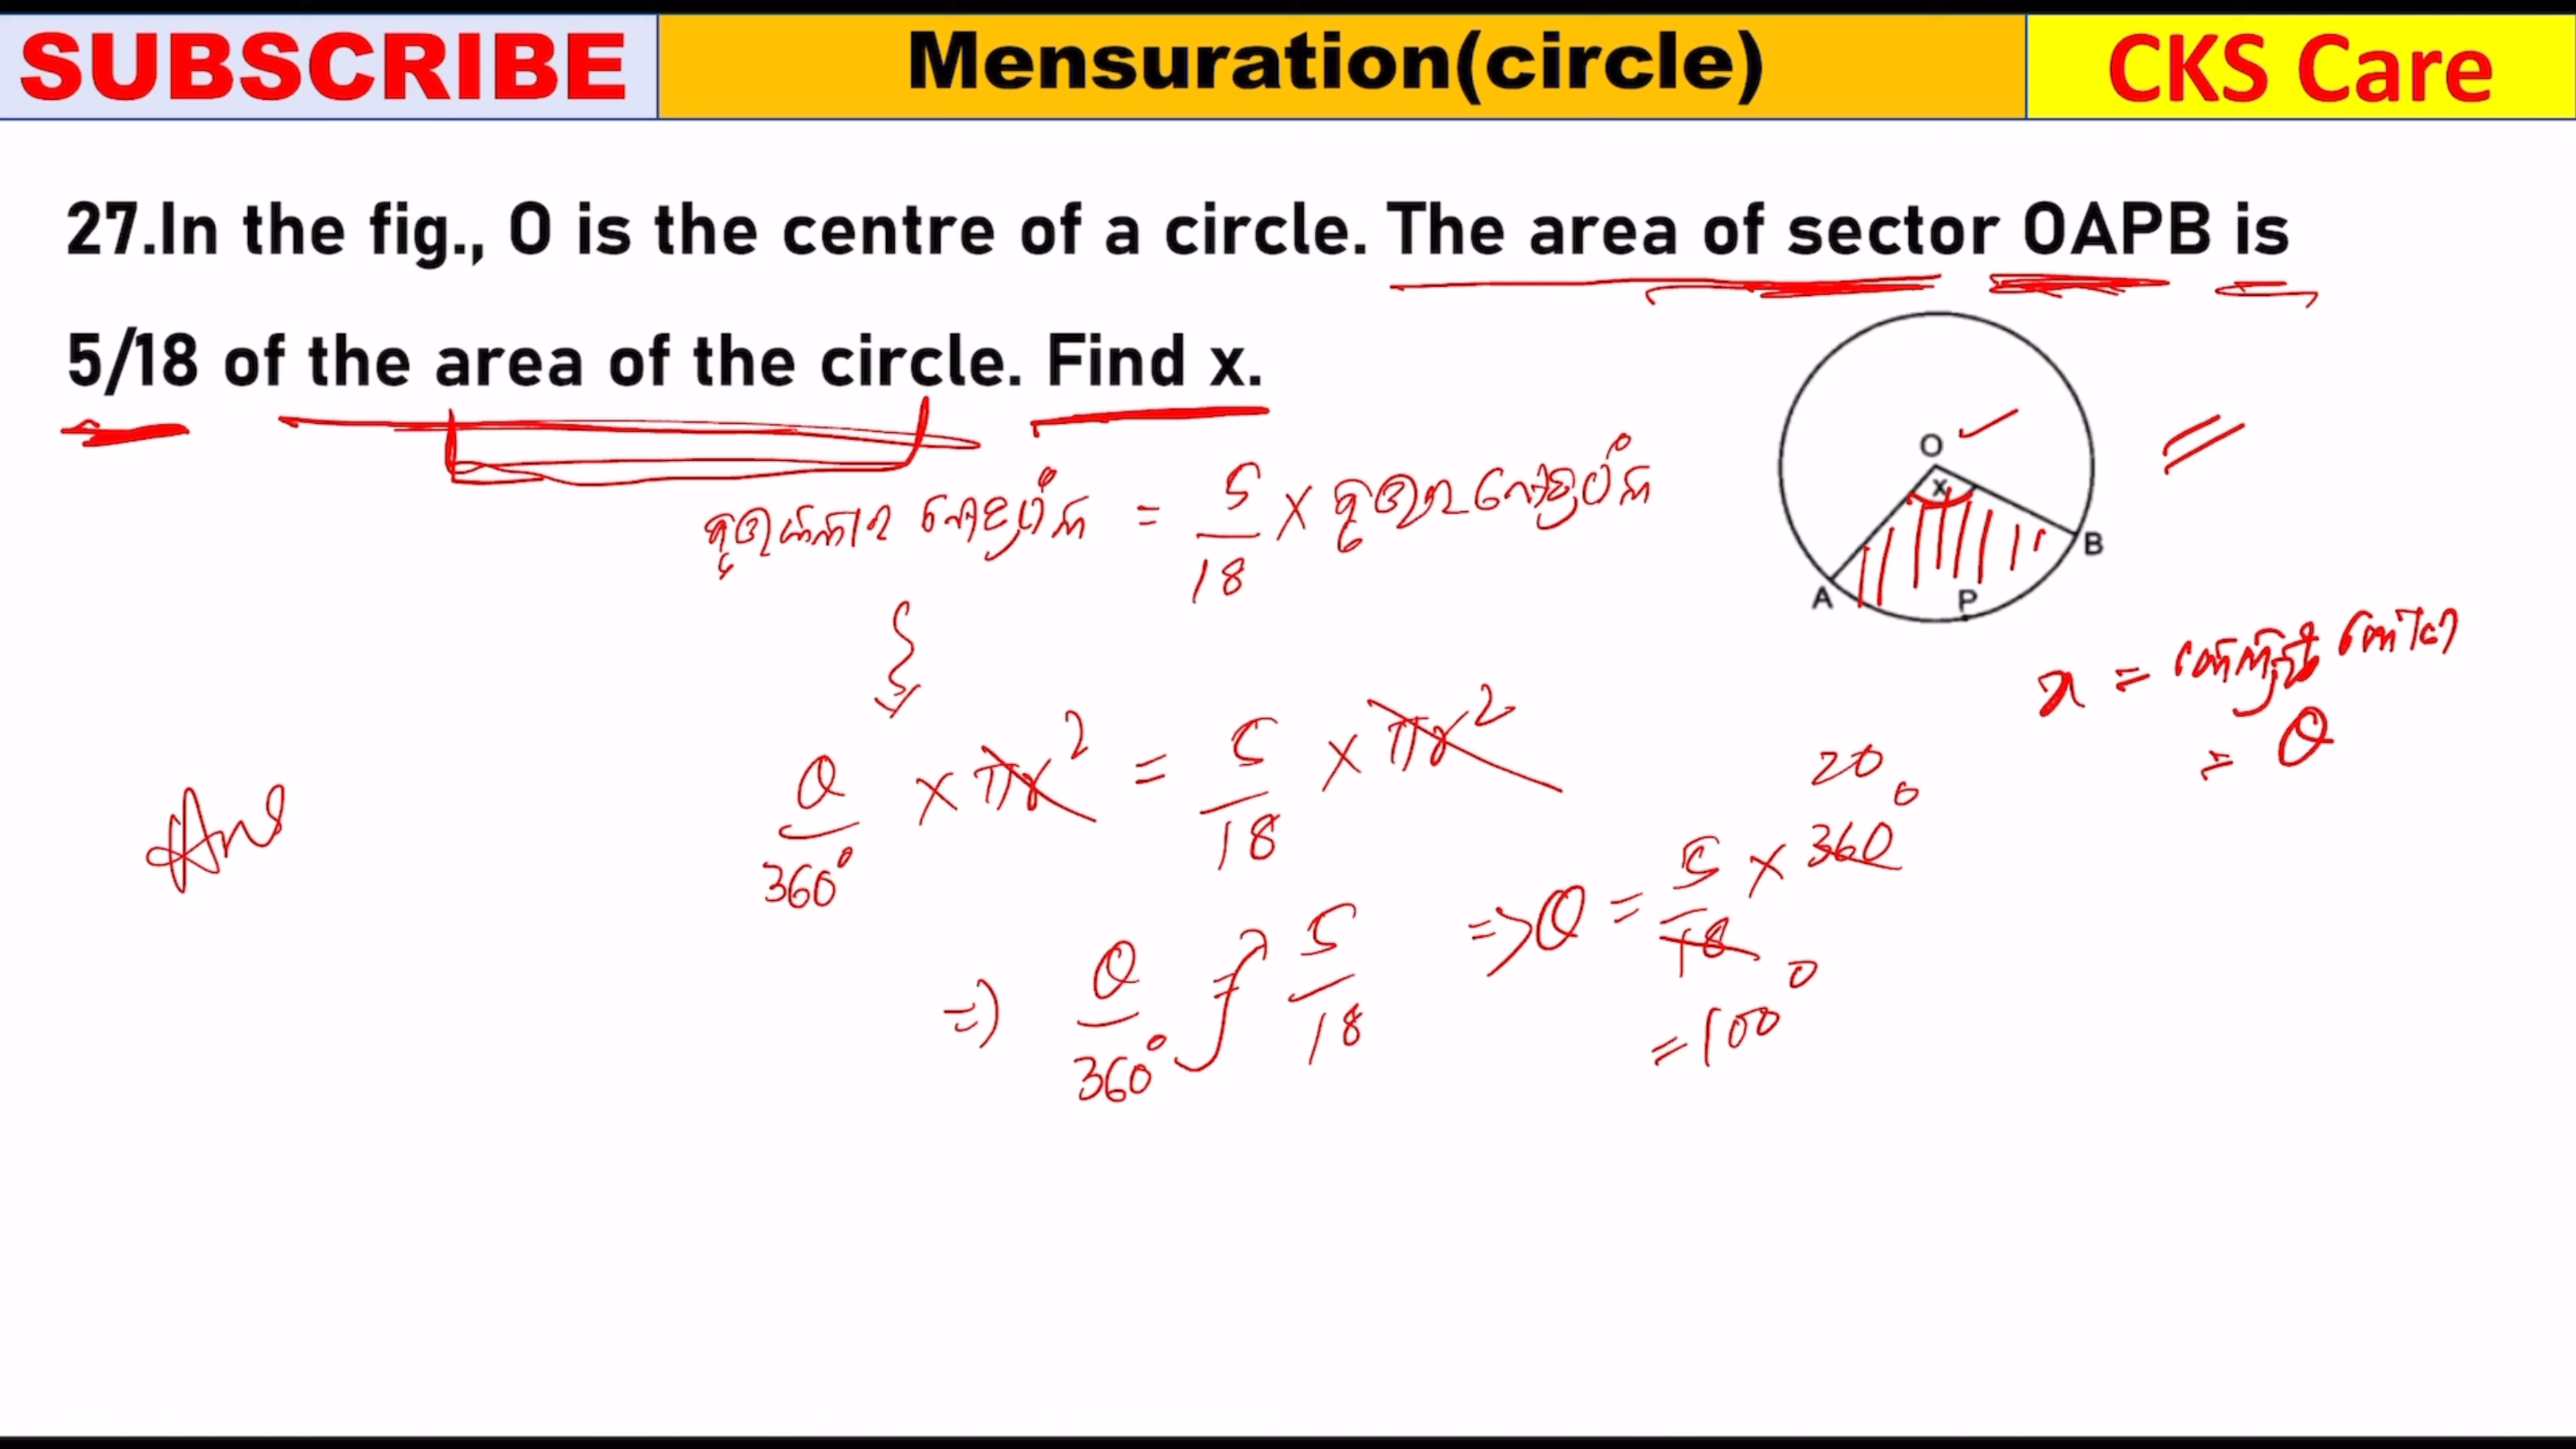 SUBSCRIBE Mensuration(circle) CKS Care
27.In the fig., O is the centre of a circle. The area of sector OAPB is
5/18 of the area of the circle. Find x.
O
x
A
P
B
= 5/18 ×
x =
= θ
Ans
θ/360° × πr² = 5/18 × πr²
=> θ/360° = 5/18
=> θ = 5/18 × 360°
20
= 100°